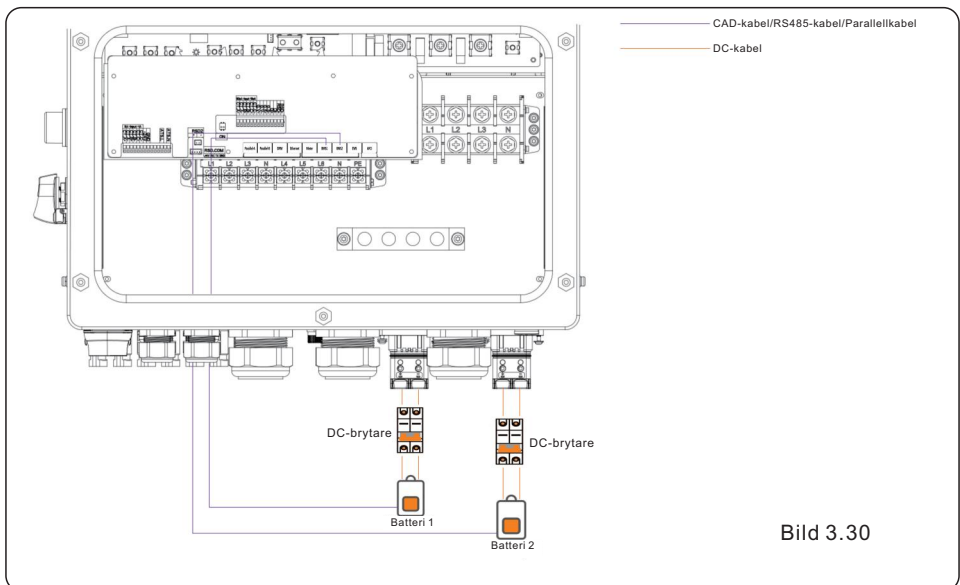 CAD-kabel/RS485-kabel/Parallellkabel
DC-kabel
ON
L1 L2 L3 N
L1 L2 L3 N L4 L5 L6 N PE
DC-brytare
DC-brytare
Batteri 1
Batteri 2
Bild 3.30